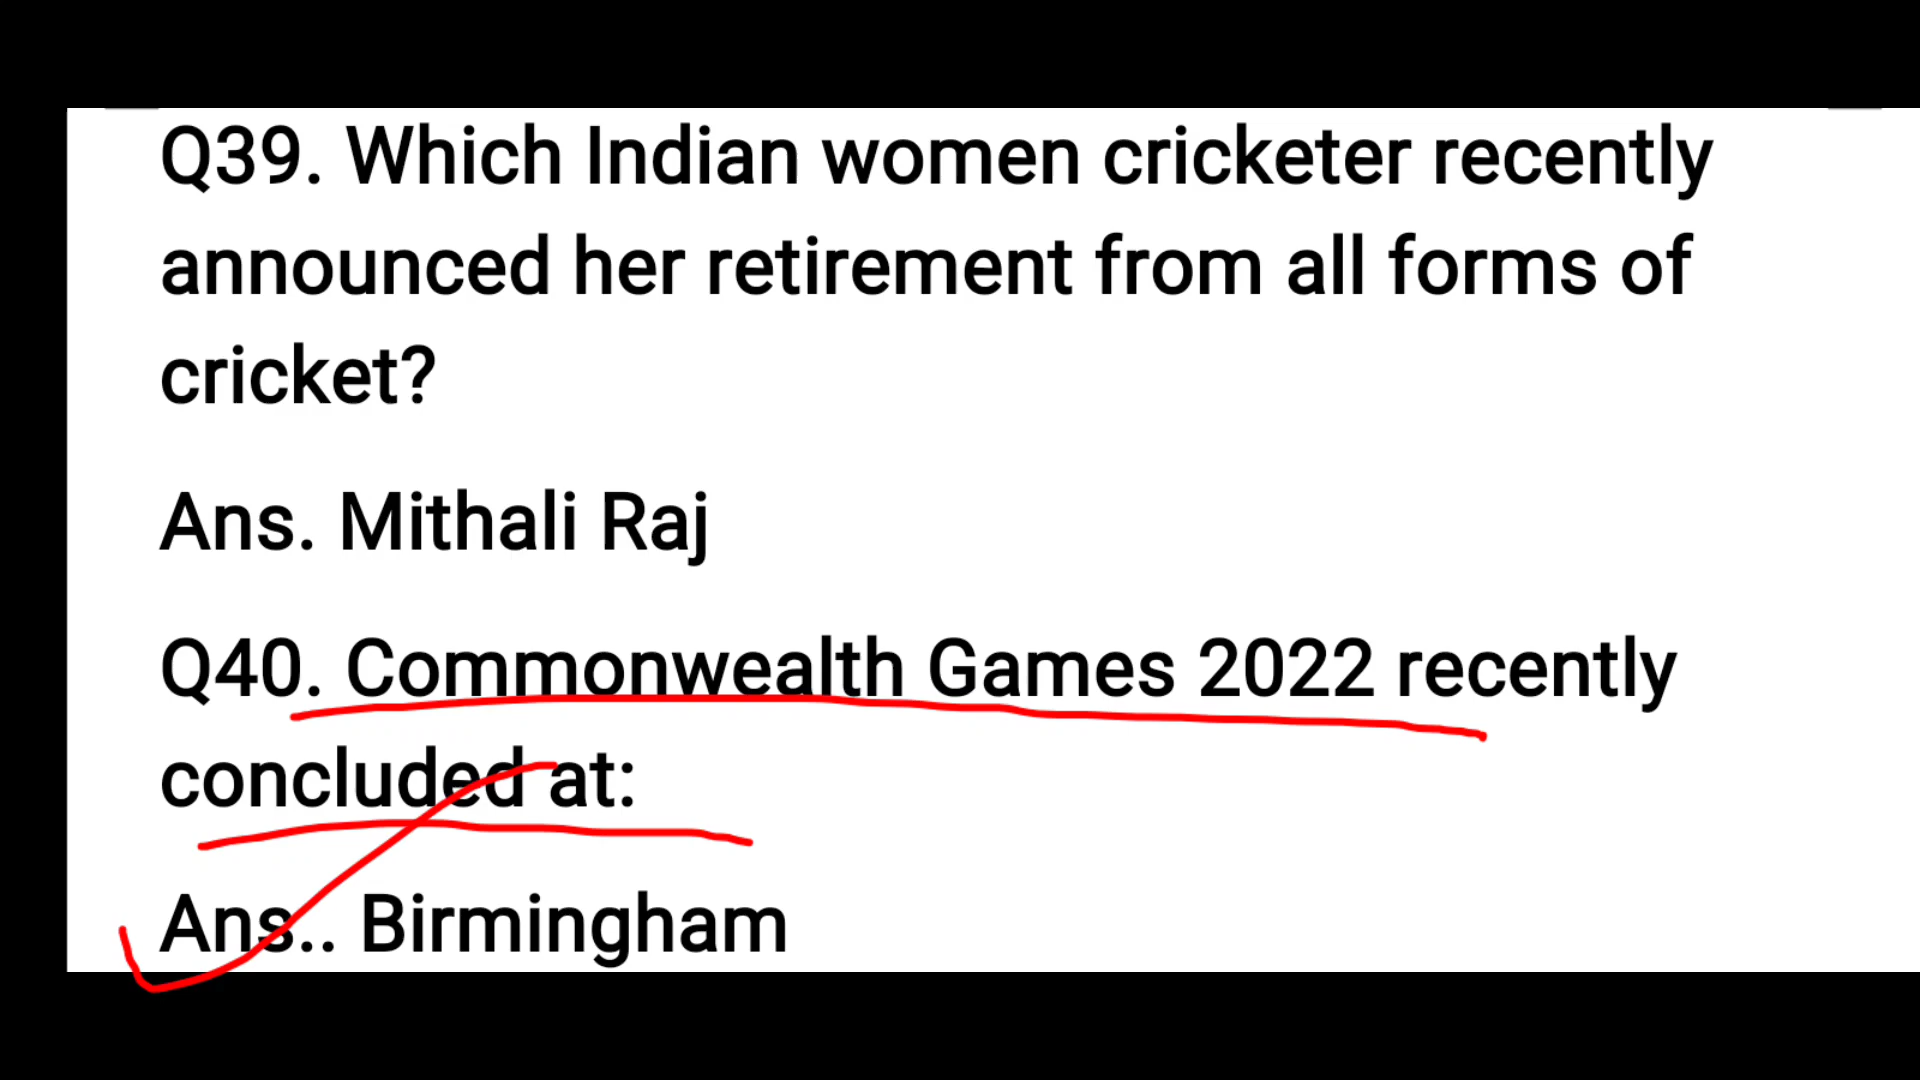 Q39. Which Indian women cricketer recently
announced her retirement from all forms of
cricket?
Ans. Mithali Raj
Q40. Commonwealth Games 2022 recently
concluded at:
Ans.. Birmingham